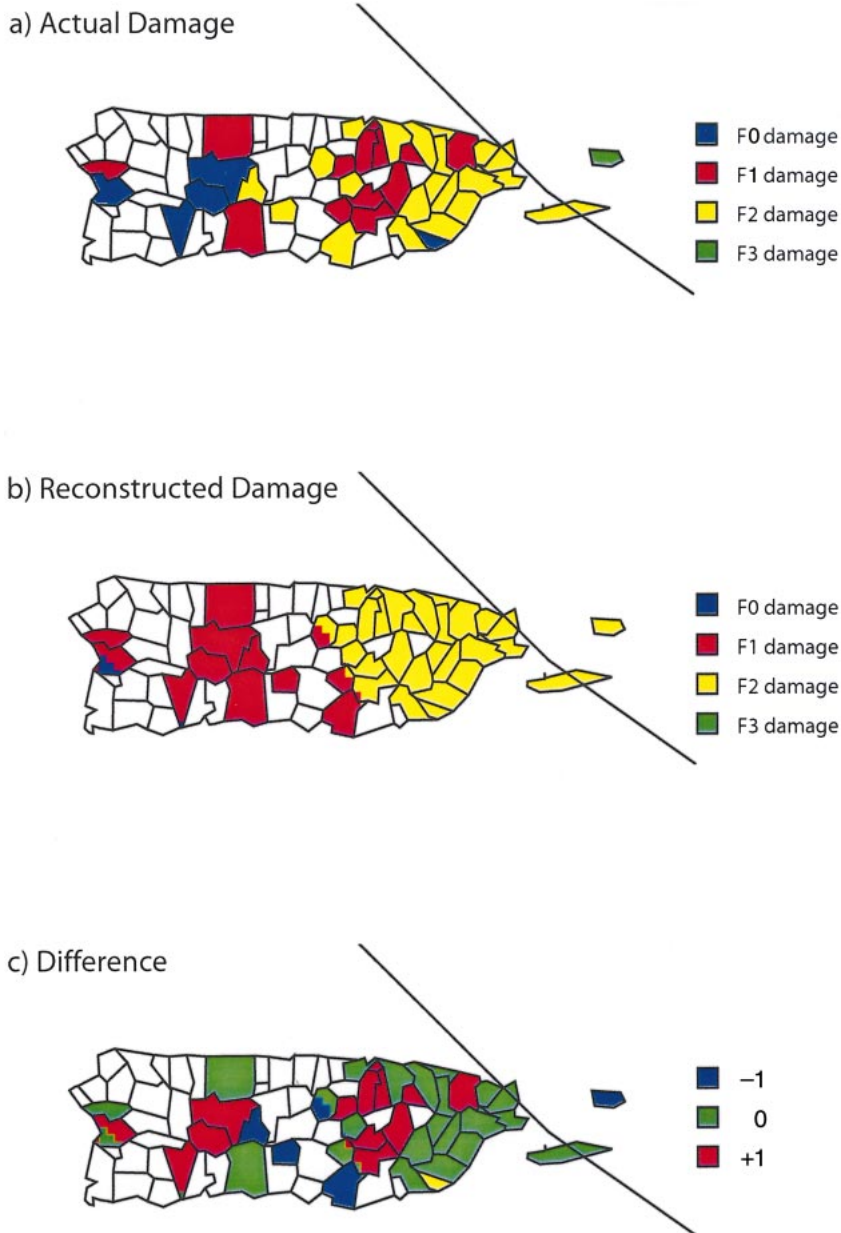 a) Actual Damage
F0 damage
F1 damage
F2 damage
F3 damage
b) Reconstructed Damage
F0 damage
F1 damage
F2 damage
F3 damage
c) Difference
−1
0
+1